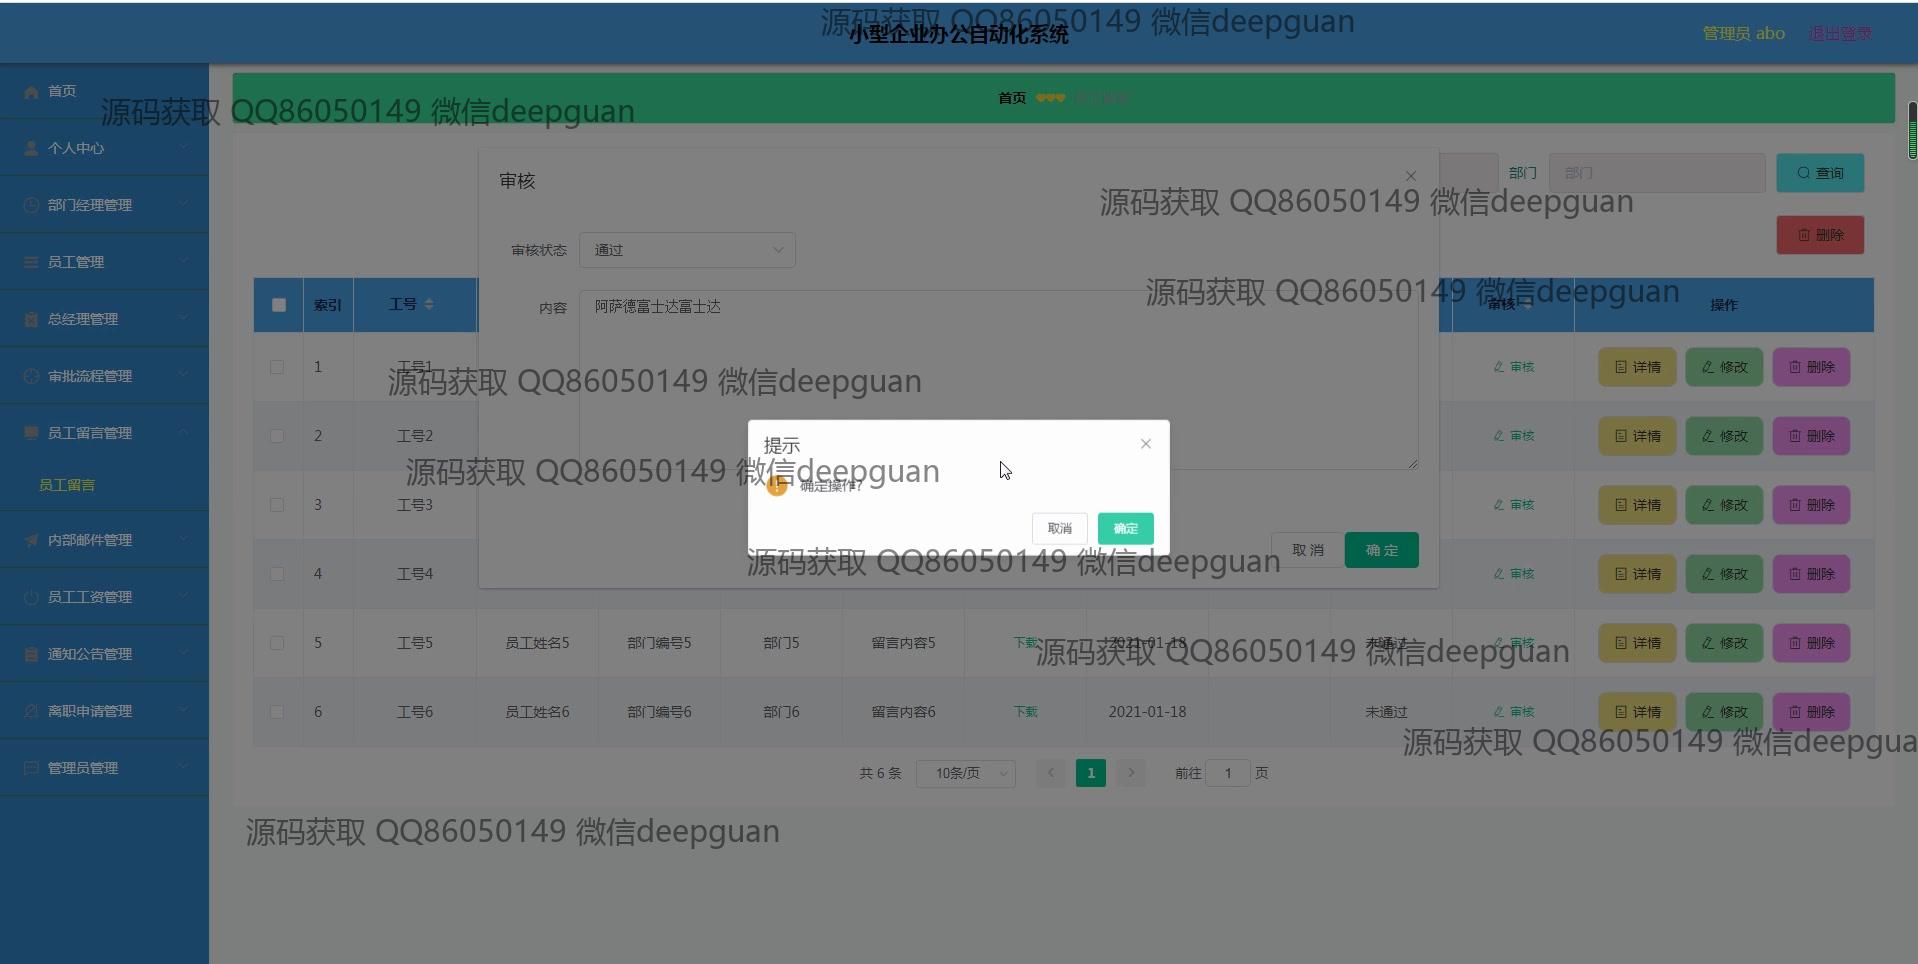 源码获取 QQ86050149 微信deepguan
小型企业办公自动化系统
管理员 abo
退出登录
首页
个人中心
部门经理管理
员工管理
总经理管理
审批流程管理
员工留言管理
员工留言
内部邮件管理
员工工资管理
通知公告管理
离职申请管理
管理员管理
首页
源码获取 QQ86050149 微信deepguan
部门 部门 查询
删除
源码获取 QQ86050149 微信deepguan
审核
审核状态 通过
内容 阿萨德富士达富士达
取消 确定
源码获取 QQ86050149 微信deepguan
提示
确定操作?
取消 确定
索引 工号 审核 操作
1 工号1 审核 详情 修改 删除
源码获取 QQ86050149 微信deepguan
2 工号2 审核 详情 修改 删除
源码获取 QQ86050149 微信deepguan
3 工号3 审核 详情 修改 删除
源码获取 QQ86050149 微信deepguan
4 工号4 审核 详情 修改 删除
5 工号5 员工姓名5 部门编号5 部门5 留言内容5 下载 2021-01-18 未通过 审核 详情 修改 删除
源码获取 QQ86050149 微信deepguan
6 工号6 员工姓名6 部门编号6 部门6 留言内容6 下载 2021-01-18 未通过 审核 详情 修改 删除
源码获取 QQ86050149 微信deepgua
共 6 条 10条/页 1 前往 1 页
源码获取 QQ86050149 微信deepguan